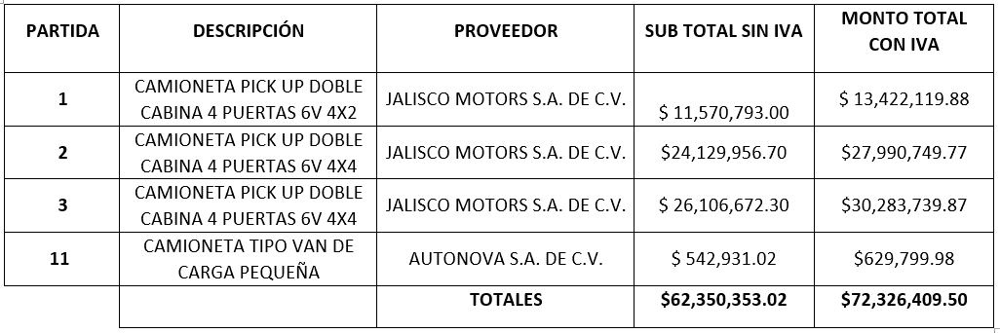 PARTIDA DESCRIPCIÓN PROVEEDOR SUB TOTAL SIN IVA MONTO TOTAL
CON IVA
1 CAMIONETA PICK UP DOBLE
CABINA 4 PUERTAS 6V 4X2 JALISCO MOTORS S.A. DE C.V. $ 11,570,793.00 $ 13,422,119.88
2 CAMIONETA PICK UP DOBLE
CABINA 4 PUERTAS 6V 4X4 JALISCO MOTORS S.A. DE C.V. $24,129,956.70 $27,990,749.77
3 CAMIONETA PICK UP DOBLE
CABINA 4 PUERTAS 6V 4X4 JALISCO MOTORS S.A. DE C.V. $ 26,106,672.30 $30,283,739.87
11 CAMIONETA TIPO VAN DE
CARGA PEQUEÑA AUTONOVA S.A. DE C.V. $ 542,931.02 $629,799.98
TOTALES $62,350,353.02 $72,326,409.50